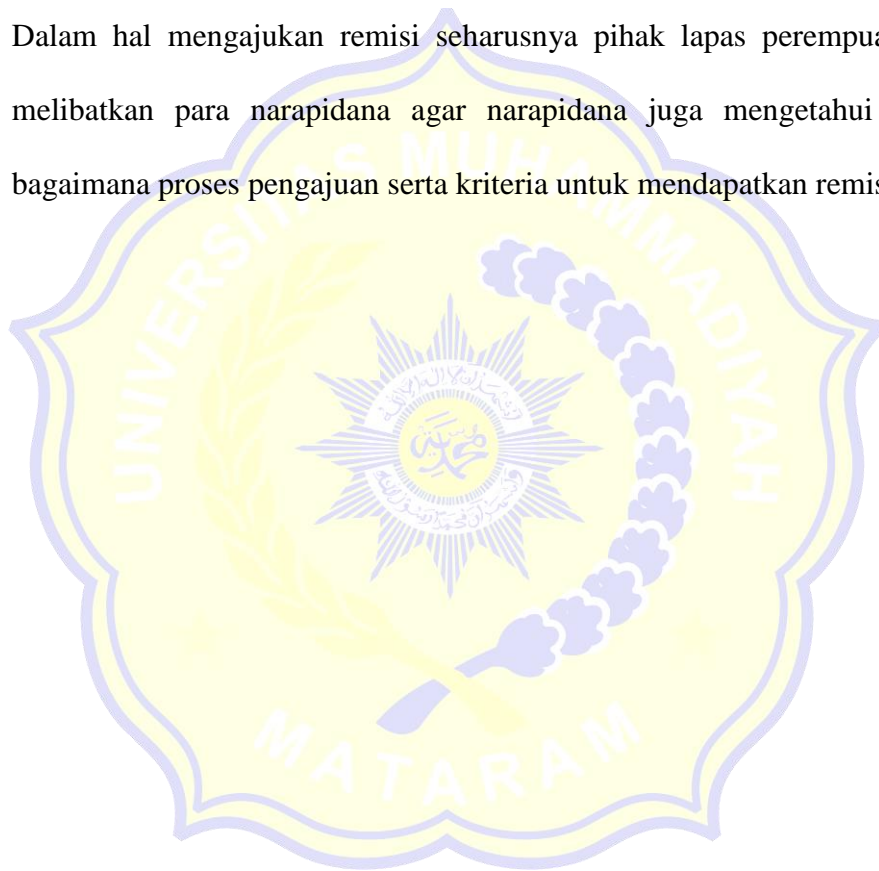 Dalam hal mengajukan remisi seharusnya pihak lapas perempua
melibatkan para narapidana agar narapidana juga mengetahui
bagaimana proses pengajuan serta kriteria untuk mendapatkan remis
UNIVERSITAS MUHAMMADIYAH
MATARAM